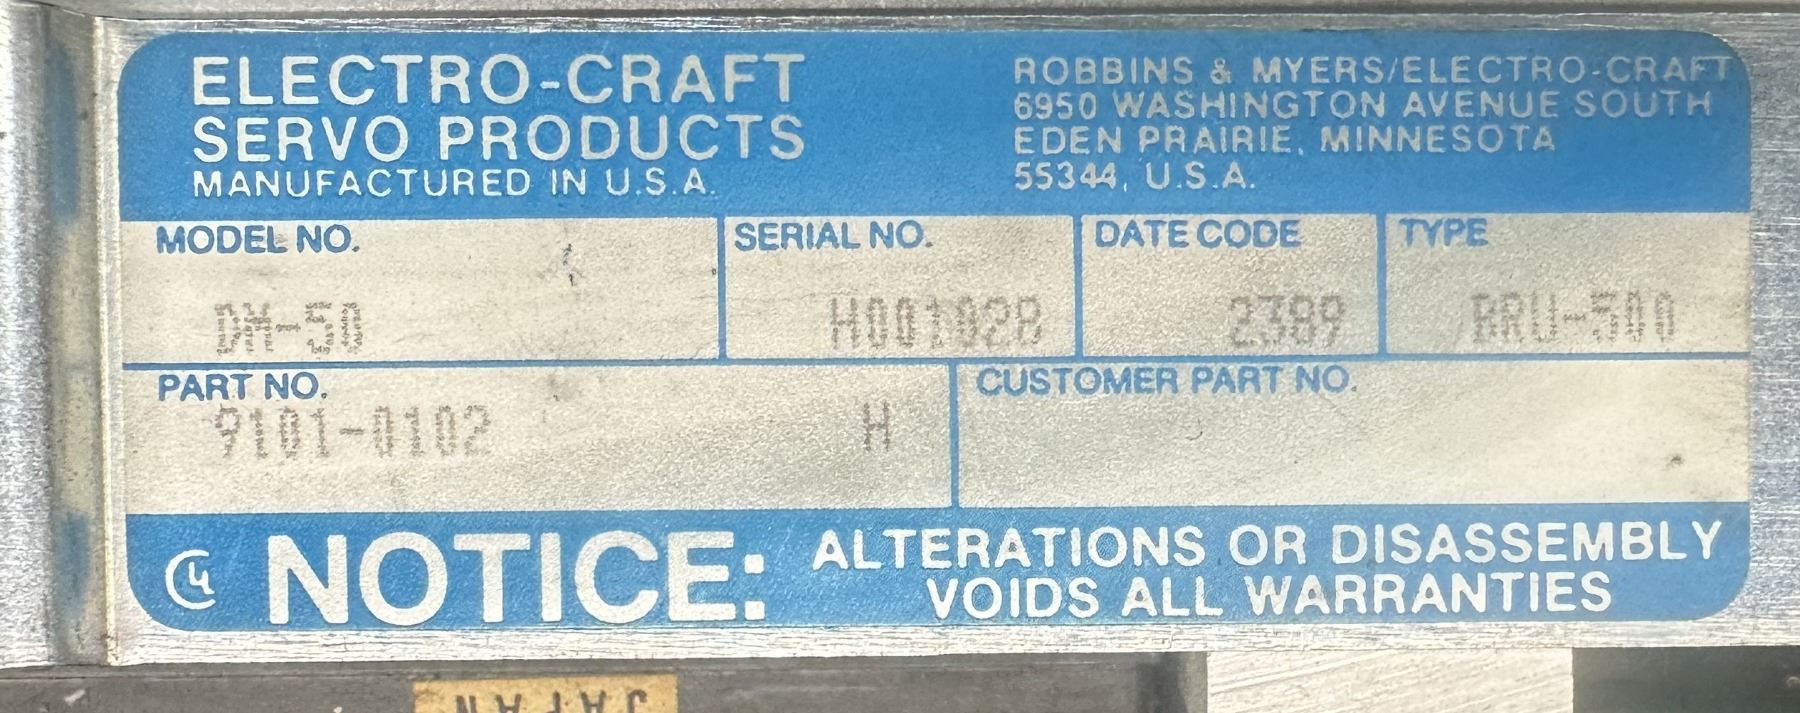 ELECTRO-CRAFT
SERVO PRODUCTS
MANUFACTURED IN U.S.A.
ROBBINS & MYERS/ELECTRO-CRAFT
6950 WASHINGTON AVENUE SOUTH
EDEN PRAIRIE, MINNESOTA
55344, U.S.A.
MODEL NO.
SERIAL NO.
DATE CODE
TYPE
H001028
2389
BRU-500
PART NO.
9101-0102 H
CUSTOMER PART NO.
NOTICE:
ALTERATIONS OR DISASSEMBLY
VOIDS ALL WARRANTIES
JAPAN